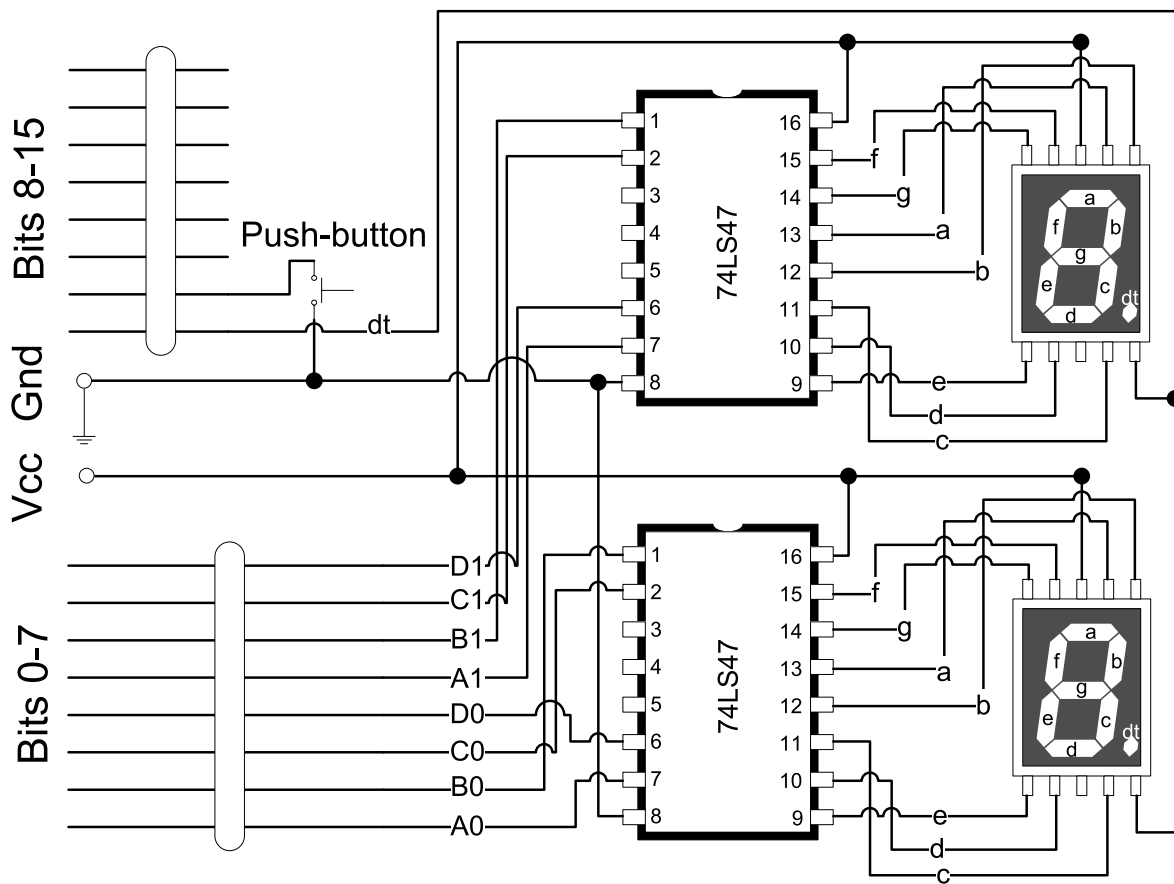 Bits 8-15
Push-button
dt
Gnd
Vcc
Bits 0-7
D1
C1
B1
A1
D0
C0
B0
A0
74LS47
1
2
3
4
5
6
7
8
16
15
14
13
12
11
10
9
f
g
a
b
e
d
c
a
f
b
g
e
c
d
dt
74LS47
1
2
3
4
5
6
7
8
16
15
14
13
12
11
10
9
f
g
a
b
e
d
c
a
f
b
g
e
c
d
dt